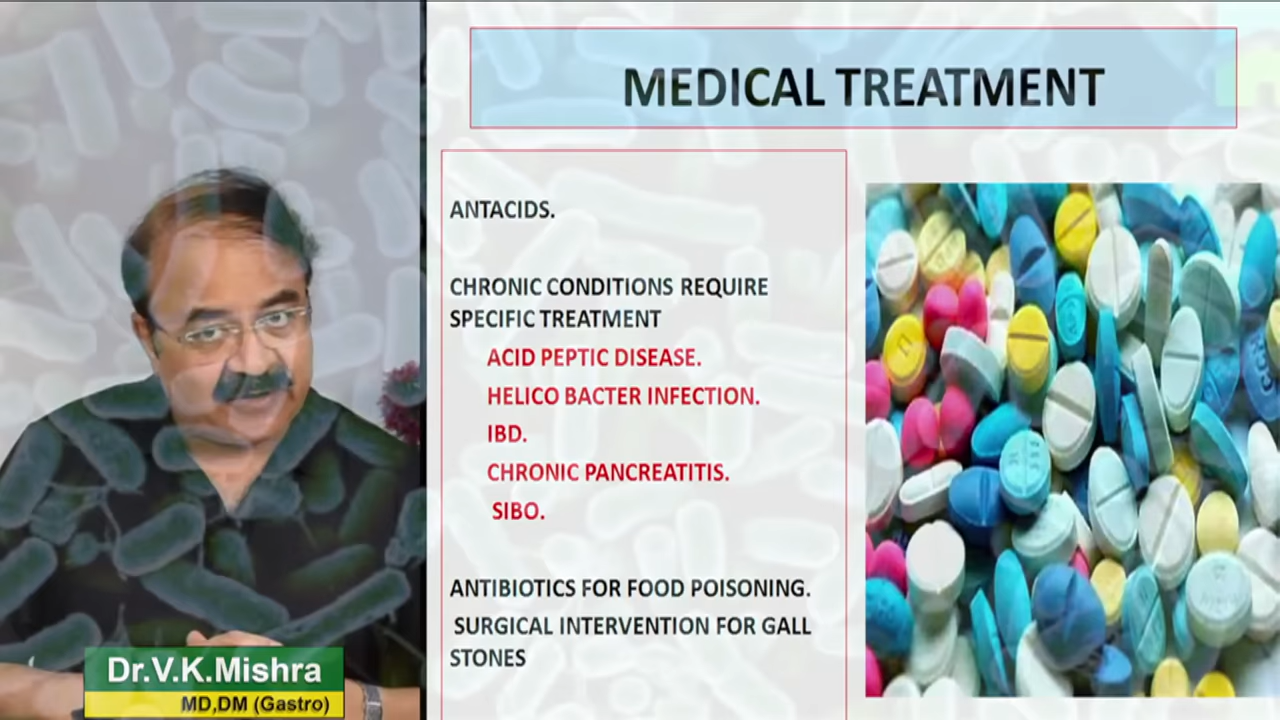 MEDICAL TREATMENT
ANTACIDS.
CHRONIC CONDITIONS REQUIRE
SPECIFIC TREATMENT
ACID PEPTIC DISEASE.
HELICO BACTER INFECTION.
IBD.
CHRONIC PANCREATITIS.
SIBO.
ANTIBIOTICS FOR FOOD POISONING.
SURGICAL INTERVENTION FOR GALL
STONES
Dr.V.K.Mishra
MD,DM (Gastro)